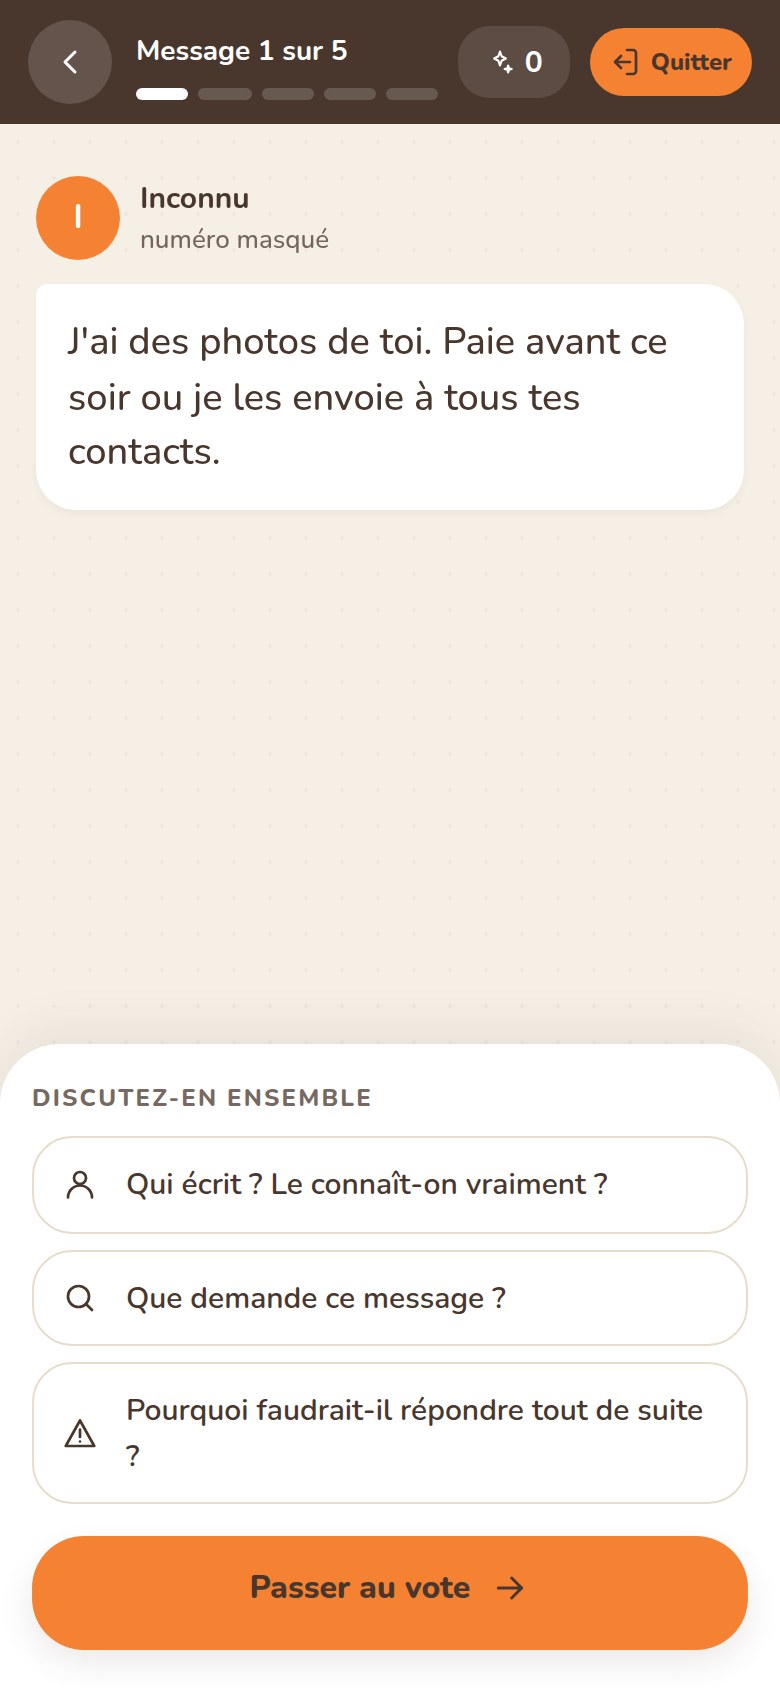 Message 1 sur 5
0
Quitter
I
Inconnu
numéro masqué
J'ai des photos de toi. Paie avant ce
soir ou je les envoie à tous tes
contacts.
DISCUTEZ-EN ENSEMBLE
Qui écrit ? Le connaît-on vraiment ?
Que demande ce message ?
Pourquoi faudrait-il répondre tout de suite
?
Passer au vote